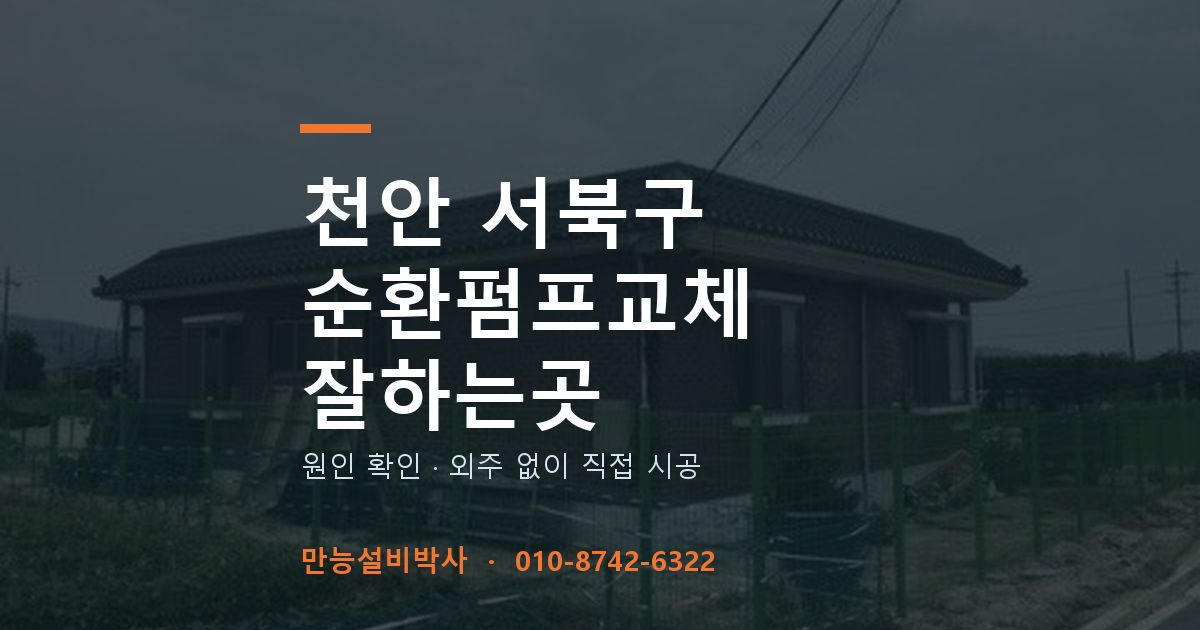 천안 서북구
순환펌프교체
잘하는곳
원인 확인 · 외주 없이 직접 시공
만능설비박사 · 010-8742-6322